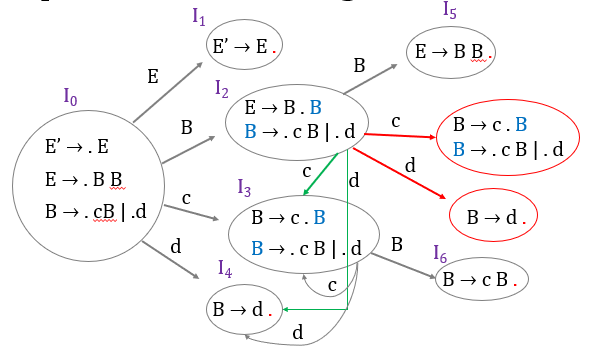 I₁
E' → E .
I₅
E → B B .
E
B
I₀
E' → . E
E → . B B
B → . cB | .d
B
I₂
E → B . B
B → . c B | . d
c
B → c . B
B → . c B | . d
d
B → d .
c
c
d
I₃
B → c . B
B → . c B | . d
B
I₆
B → c B .
c
d
I₄
B → d .
d